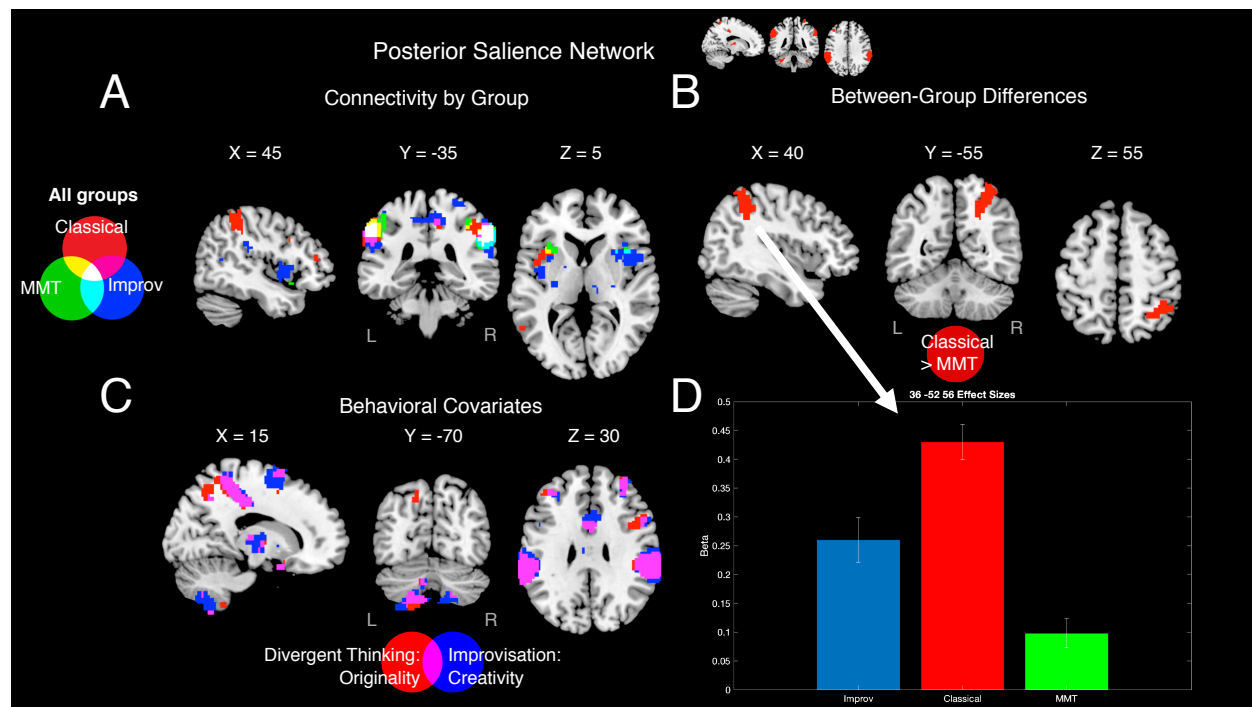 Posterior Salience Network
A
Connectivity by Group
X = 45
Y = -35
Z = 5
All groups
Classical
MMT
Improv
L
R
B
Between-Group Differences
X = 40
Y = -55
Z = 55
L
R
Classical
> MMT
C
Behavioral Covariates
X = 15
Y = -70
Z = 30
L
R
Divergent Thinking:
Originality
Improvisation:
Creativity
D
36 -52 56 Effect Sizes
0.5
0.45
0.4
0.35
0.3
0.25
0.2
0.15
0.1
0.05
0
Beta
Improv
Classical
MMT